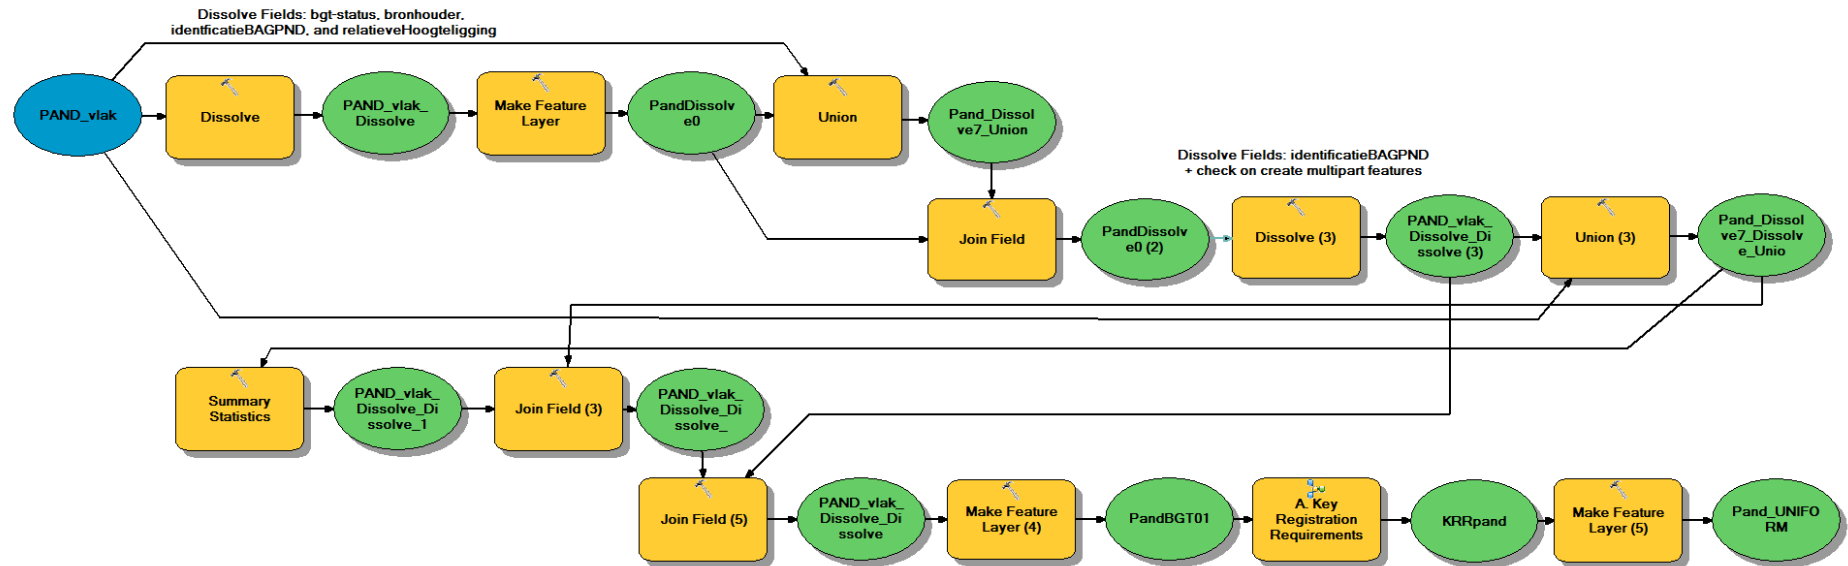 Dissolve Fields: bgt-status, bronhouder,
identficatieBAGPND, and relatieveHoogteligging
PAND_vlak
Dissolve
PAND_vlak_
Dissolve
Make Feature
Layer
PandDissolv
e0
Union
Pand_Dissol
ve7_Union
Dissolve Fields: identificatieBAGPND
+ check on create multipart features
Join Field
PandDissolv
e0 (2)
Dissolve (3)
PAND_vlak_
Dissolve_Di
ssolve (3)
Union (3)
Pand_Dissol
ve7_Dissolv
e_Unio
Summary
Statistics
PAND_vlak_
Dissolve_Di
ssolve_1
Join Field (3)
PAND_vlak_
Dissolve_Di
ssolve_
Join Field (5)
PAND_vlak_
Dissolve_Di
ssolve
Make Feature
Layer (4)
PandBGT01
A. Key
Registration
Requirements
KRRpand
Make Feature
Layer (5)
Pand_UNIFO
RM